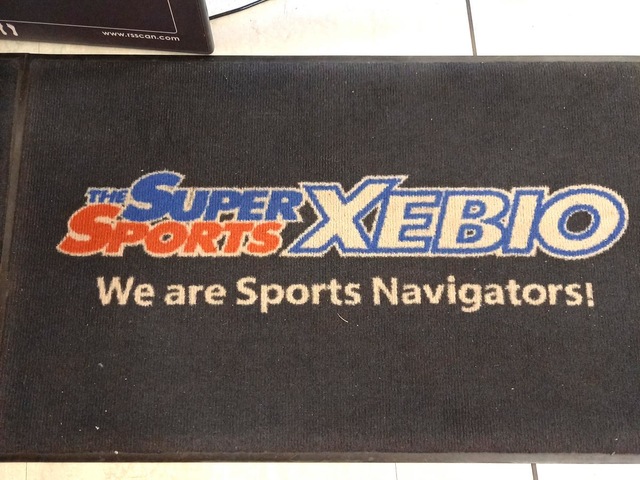 www.rsscan.com
THE SUPER SPORTS XEBIO
We are Sports Navigators!